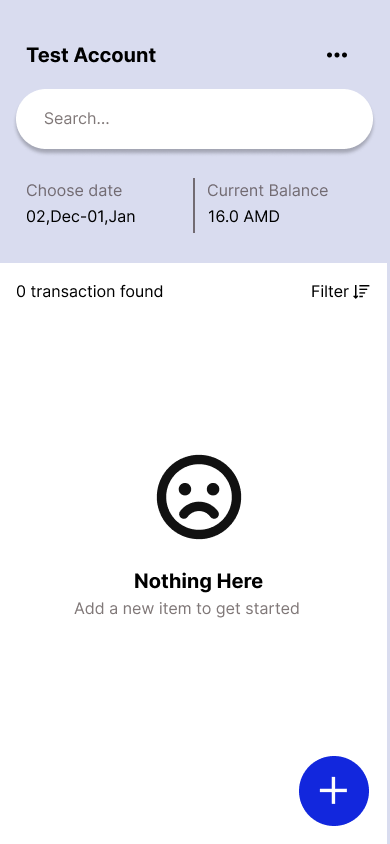 Test Account
Search...
Choose date
02,Dec-01,Jan
Current Balance
16.0 AMD
0 transaction found
Filter
Nothing Here
Add a new item to get started